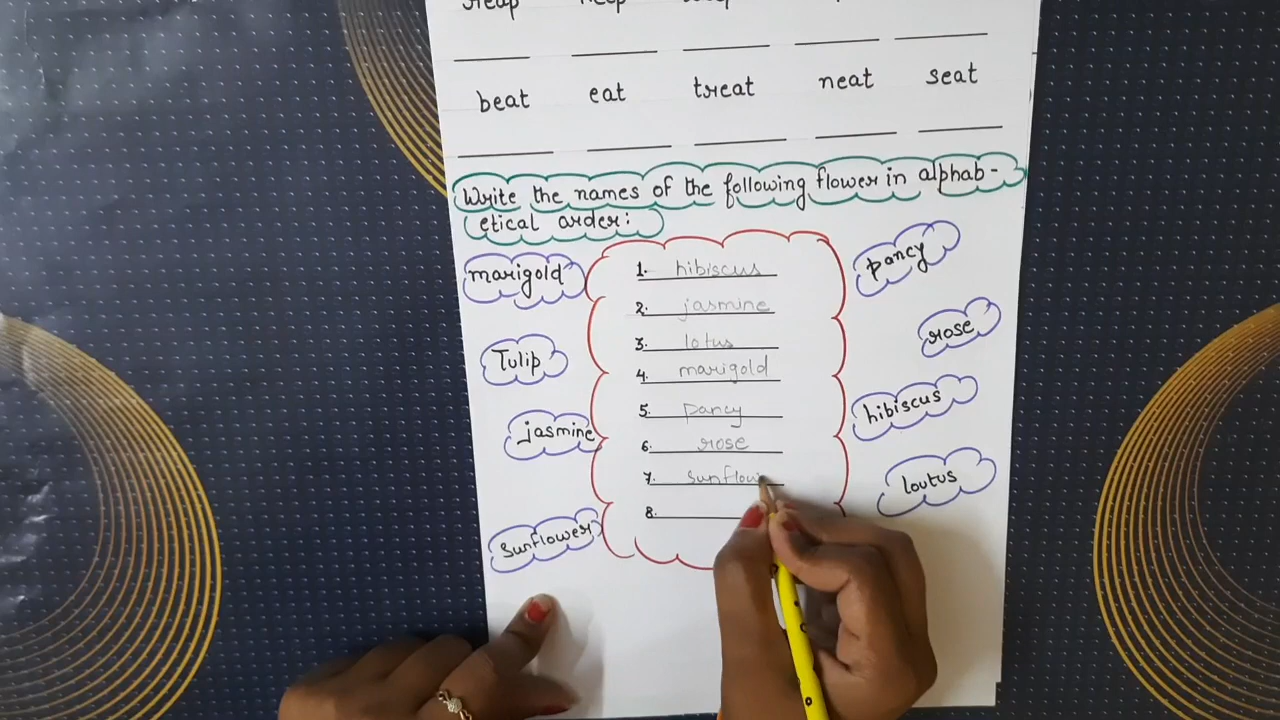 beat eat treat neat seat
Write the names of the following flower in alphab-
etical order:
marigold
Tulip
jasmine
sunflower
1. hibiscus
2. jasmine
3. lotus
4. marigold
5. pancy
6. rose
7. sunflow
8.
pancy
rose
hibiscus
loutus